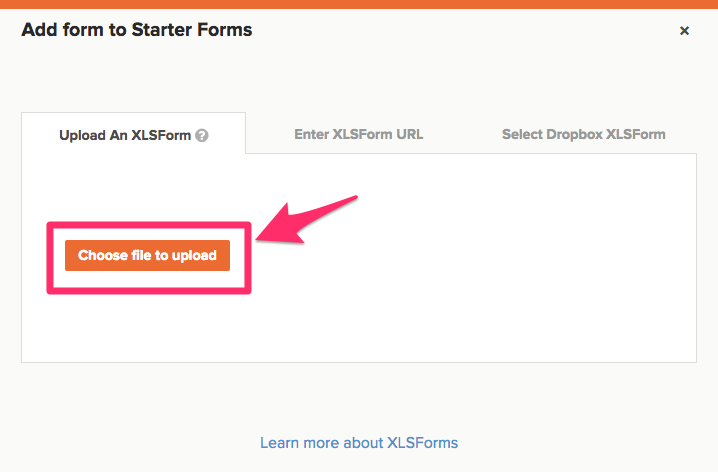 Add form to Starter Forms
×
Upload An XLSForm ?
Enter XLSForm URL
Select Dropbox XLSForm
Choose file to upload
Learn more about XLSForms